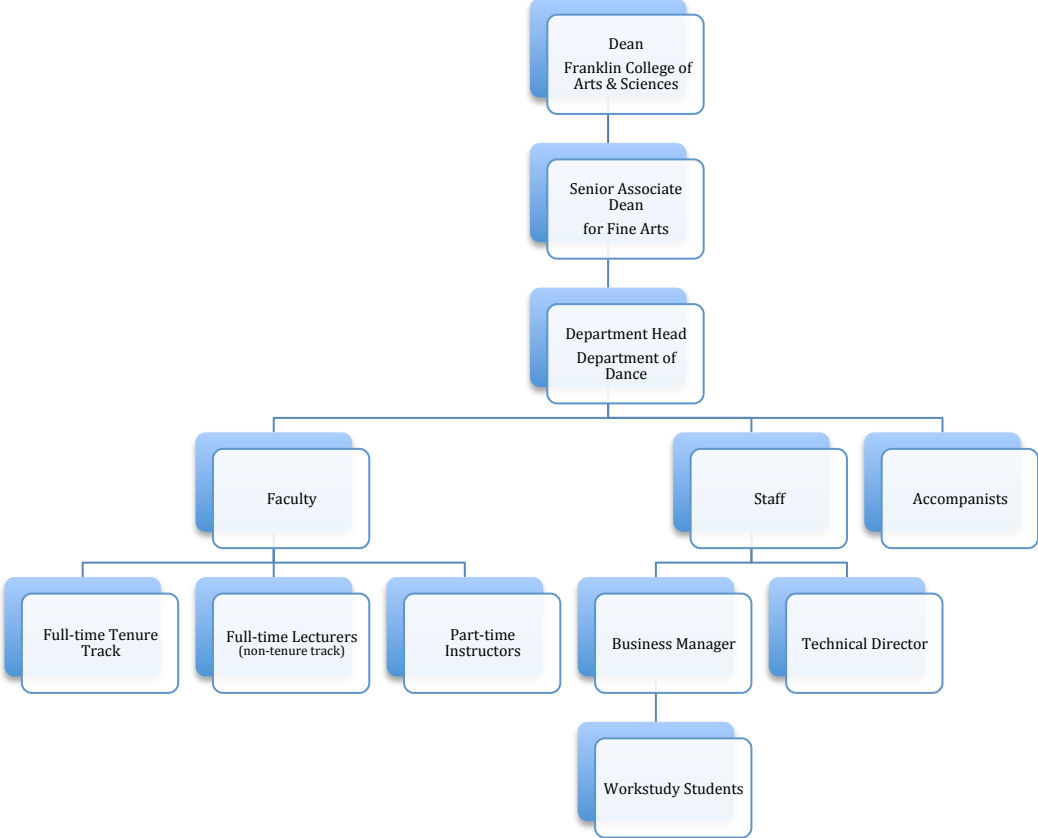 Dean
Franklin College of
Arts & Sciences
Senior Associate
Dean
for Fine Arts
Department Head
Department of
Dance
Faculty
Staff
Accompanists
Full-time Tenure
Track
Full-time Lecturers
(non-tenure track)
Part-time
Instructors
Business Manager
Technical Director
Workstudy Students